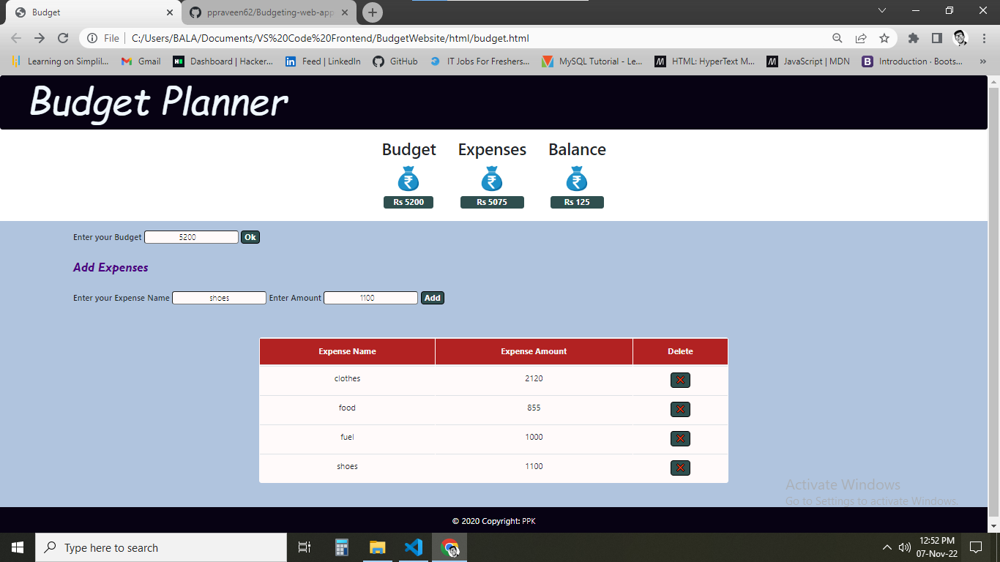 Budget
ppraveen62/Budgeting-web-app
File C:/Users/BALA/Documents/VS%20Code%20Frontend/BudgetWebsite/html/budget.html
Learning on Simplil... Gmail Dashboard | Hacker... Feed | LinkedIn GitHub IT Jobs For Freshers... MySQL Tutorial - Le... HTML: HyperText M... JavaScript | MDN Introduction · Boots... »
Budget Planner
Budget Expenses Balance
Rs 5200 Rs 5075 Rs 125
Enter your Budget 5200 Ok
Add Expenses
Enter your Expense Name shoes Enter Amount 1100 Add
Expense Name Expense Amount Delete
clothes 2120
food 855
fuel 1000
shoes 1100
Activate Windows
Go to Settings to activate Windows.
© 2020 Copyright: PPK
Type here to search
12:52 PM
07-Nov-22